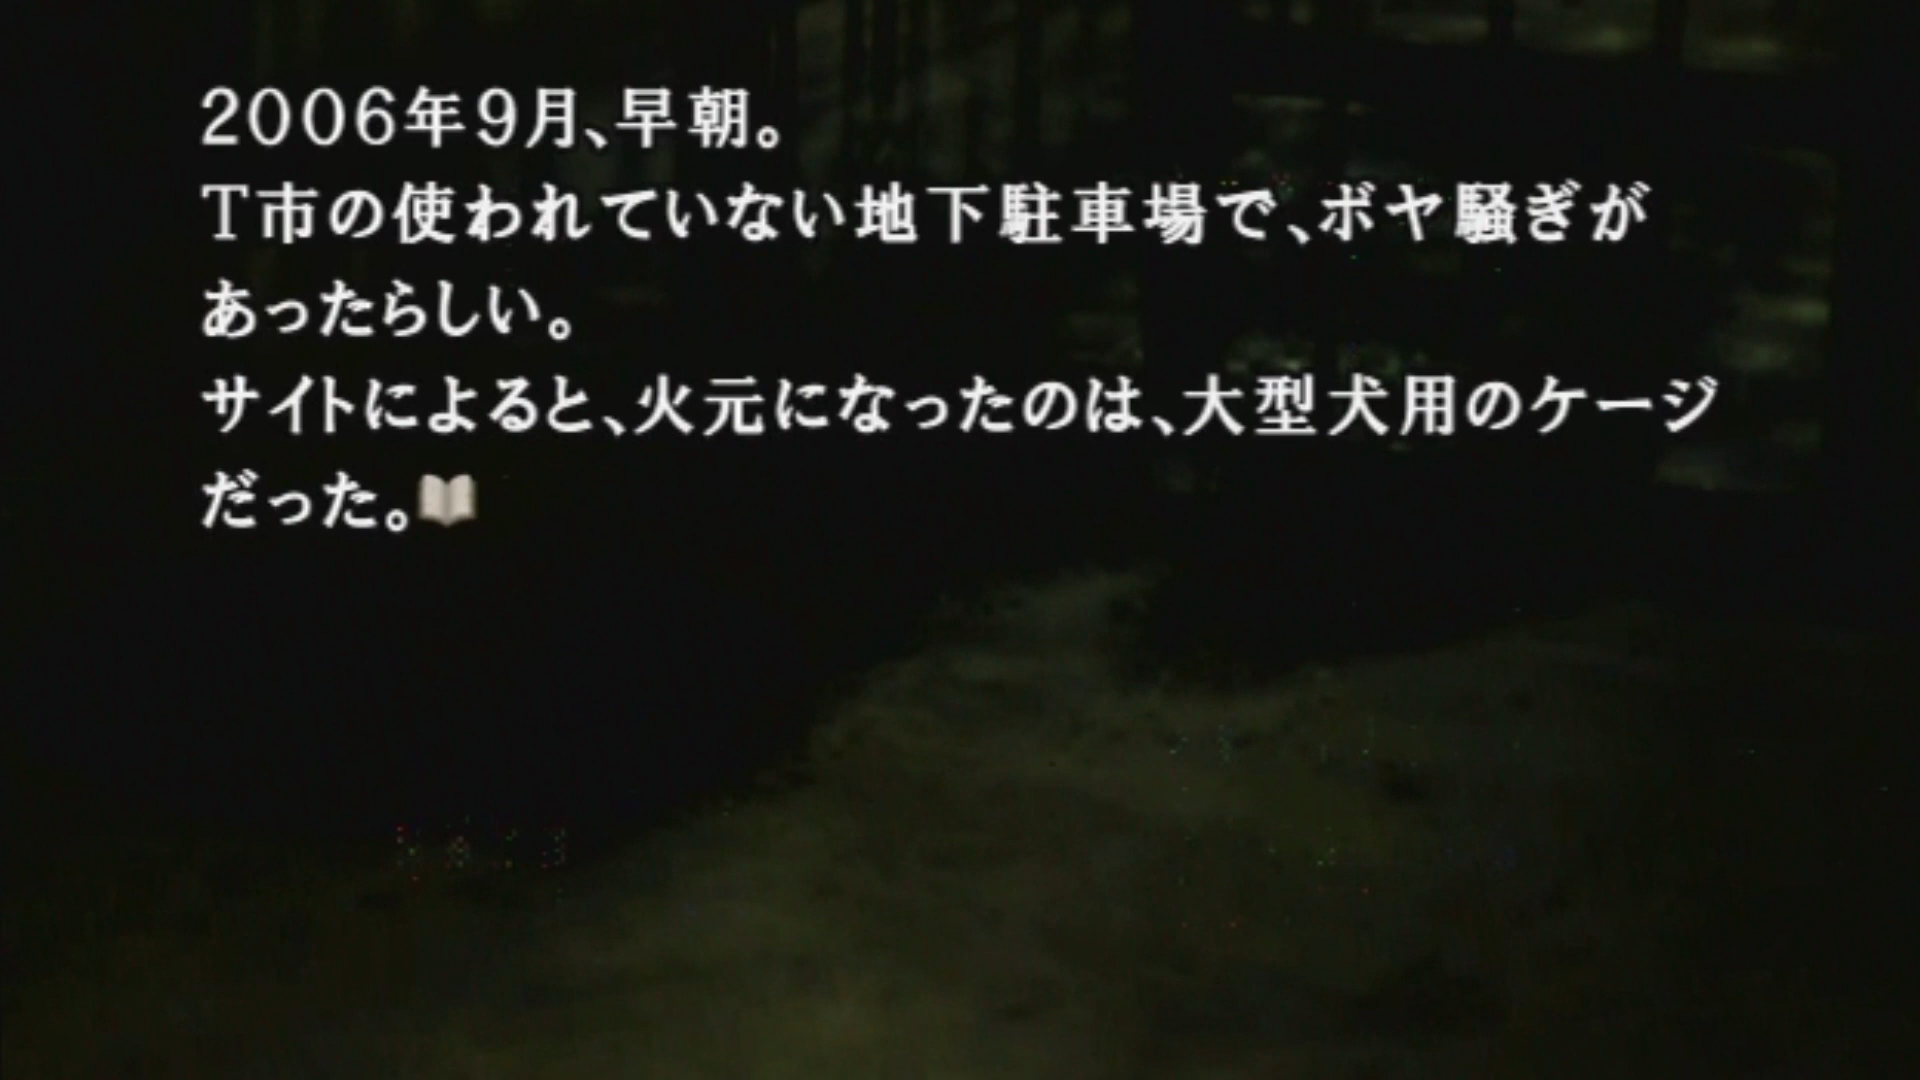 ２００６年９月、早朝。
Ｔ市の使われていない地下駐車場で、ボヤ騒ぎが
あったらしい。
サイトによると、火元になったのは、大型犬用のケージ
だった。